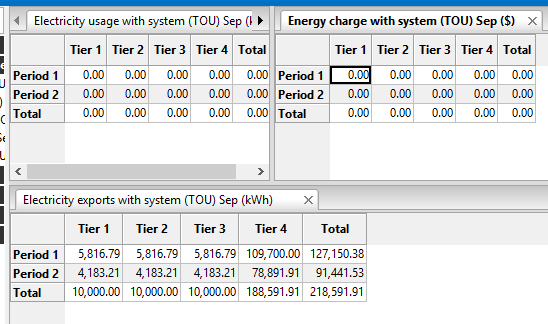 Electricity usage with system (TOU) Sep (k
Tier 1 Tier 2 Tier 3 Tier 4 Total
Period 1 0.00 0.00 0.00 0.00 0.00
Period 2 0.00 0.00 0.00 0.00 0.00
Total 0.00 0.00 0.00 0.00 0.00
Energy charge with system (TOU) Sep ($)
Tier 1 Tier 2 Tier 3 Tier 4 Total
Period 1 0.00 0.00 0.00 0.00 0.00
Period 2 0.00 0.00 0.00 0.00 0.00
Total 0.00 0.00 0.00 0.00 0.00
Electricity exports with system (TOU) Sep (kWh)
Tier 1 Tier 2 Tier 3 Tier 4 Total
Period 1 5,816.79 5,816.79 5,816.79 109,700.00 127,150.38
Period 2 4,183.21 4,183.21 4,183.21 78,891.91 91,441.53
Total 10,000.00 10,000.00 10,000.00 188,591.91 218,591.91